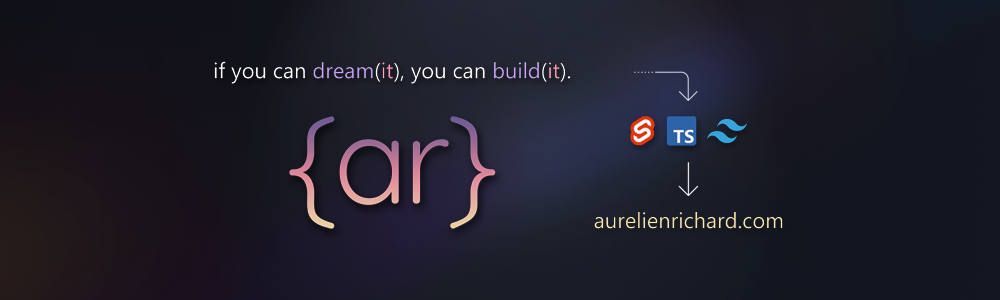 if you can dream(it), you can build(it).
{ar}
TS
aurelienrichard.com